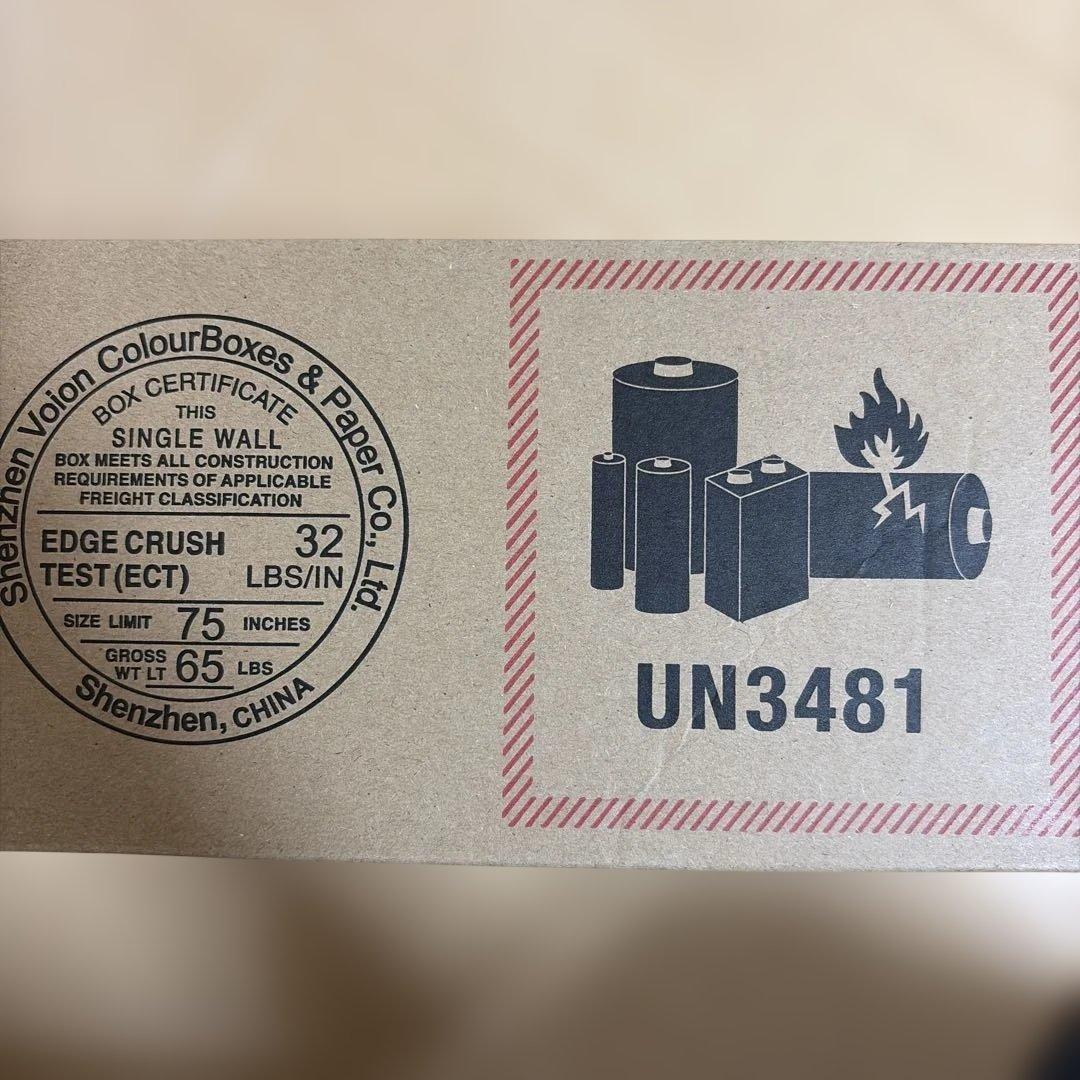 Shenzhen Voion ColourBoxes & Paper Co., Ltd.
BOX CERTIFICATE
THIS
SINGLE WALL
BOX MEETS ALL CONSTRUCTION
REQUIREMENTS OF APPLICABLE
FREIGHT CLASSIFICATION
EDGE CRUSH 32
TEST (ECT) LBS/IN
SIZE LIMIT 75 INCHES
GROSS
WT LT 65 LBS
Shenzhen, CHINA
UN3481